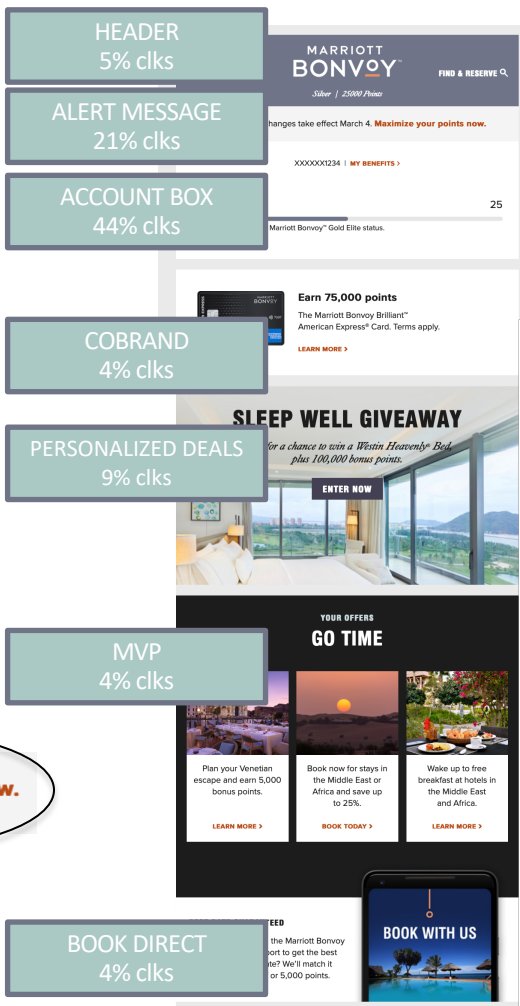 HEADER
5% clks
MARRIOTT
BONVOY™
FIND & RESERVE
Silver | 25000 Points
ALERT MESSAGE
21% clks
hanges take effect March 4. Maximize your points now.
ACCOUNT BOX
44% clks
XXXXXX1234 | MY BENEFITS >
25
Marriott Bonvoy™ Gold Elite status.
MARRIOTT
BONVOY
Earn 75,000 points
The Marriott Bonvoy Brilliant™
American Express® Card. Terms apply.
LEARN MORE >
COBRAND
4% clks
SLEEP WELL GIVEAWAY
for a chance to win a Westin Heavenly® Bed,
plus 100,000 bonus points.
ENTER NOW
PERSONALIZED DEALS
9% clks
YOUR OFFERS
GO TIME
MVP
4% clks
Plan your Venetian
escape and earn 5,000
bonus points.
LEARN MORE >
Book now for stays in
the Middle East or
Africa and save up
to 25%.
BOOK TODAY >
Wake up to free
breakfast at hotels in
the Middle East
and Africa.
LEARN MORE >
w.
TEED
the Marriott Bonvoy
ort to get the best
te? We'll match it
or 5,000 points.
BOOK DIRECT
4% clks
BOOK WITH US